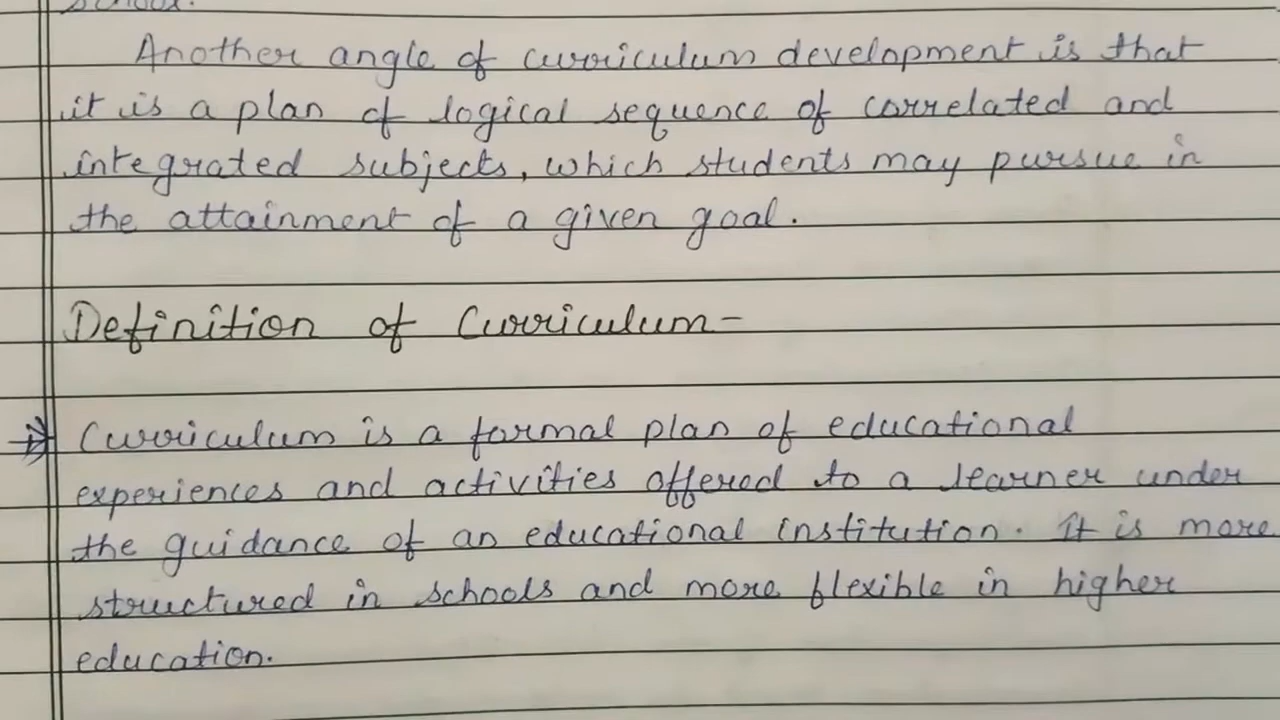 school.
Another angle of curriculum development is that
it is a plan of logical sequence of correlated and
integrated subjects, which students may pursue in
the attainment of a given goal.
Definition of Curriculum-
→ Curriculum is a formal plan of educational
experiences and activities offered to a learner under
the guidance of an educational institution. It is more
structured in schools and more flexible in higher
education.